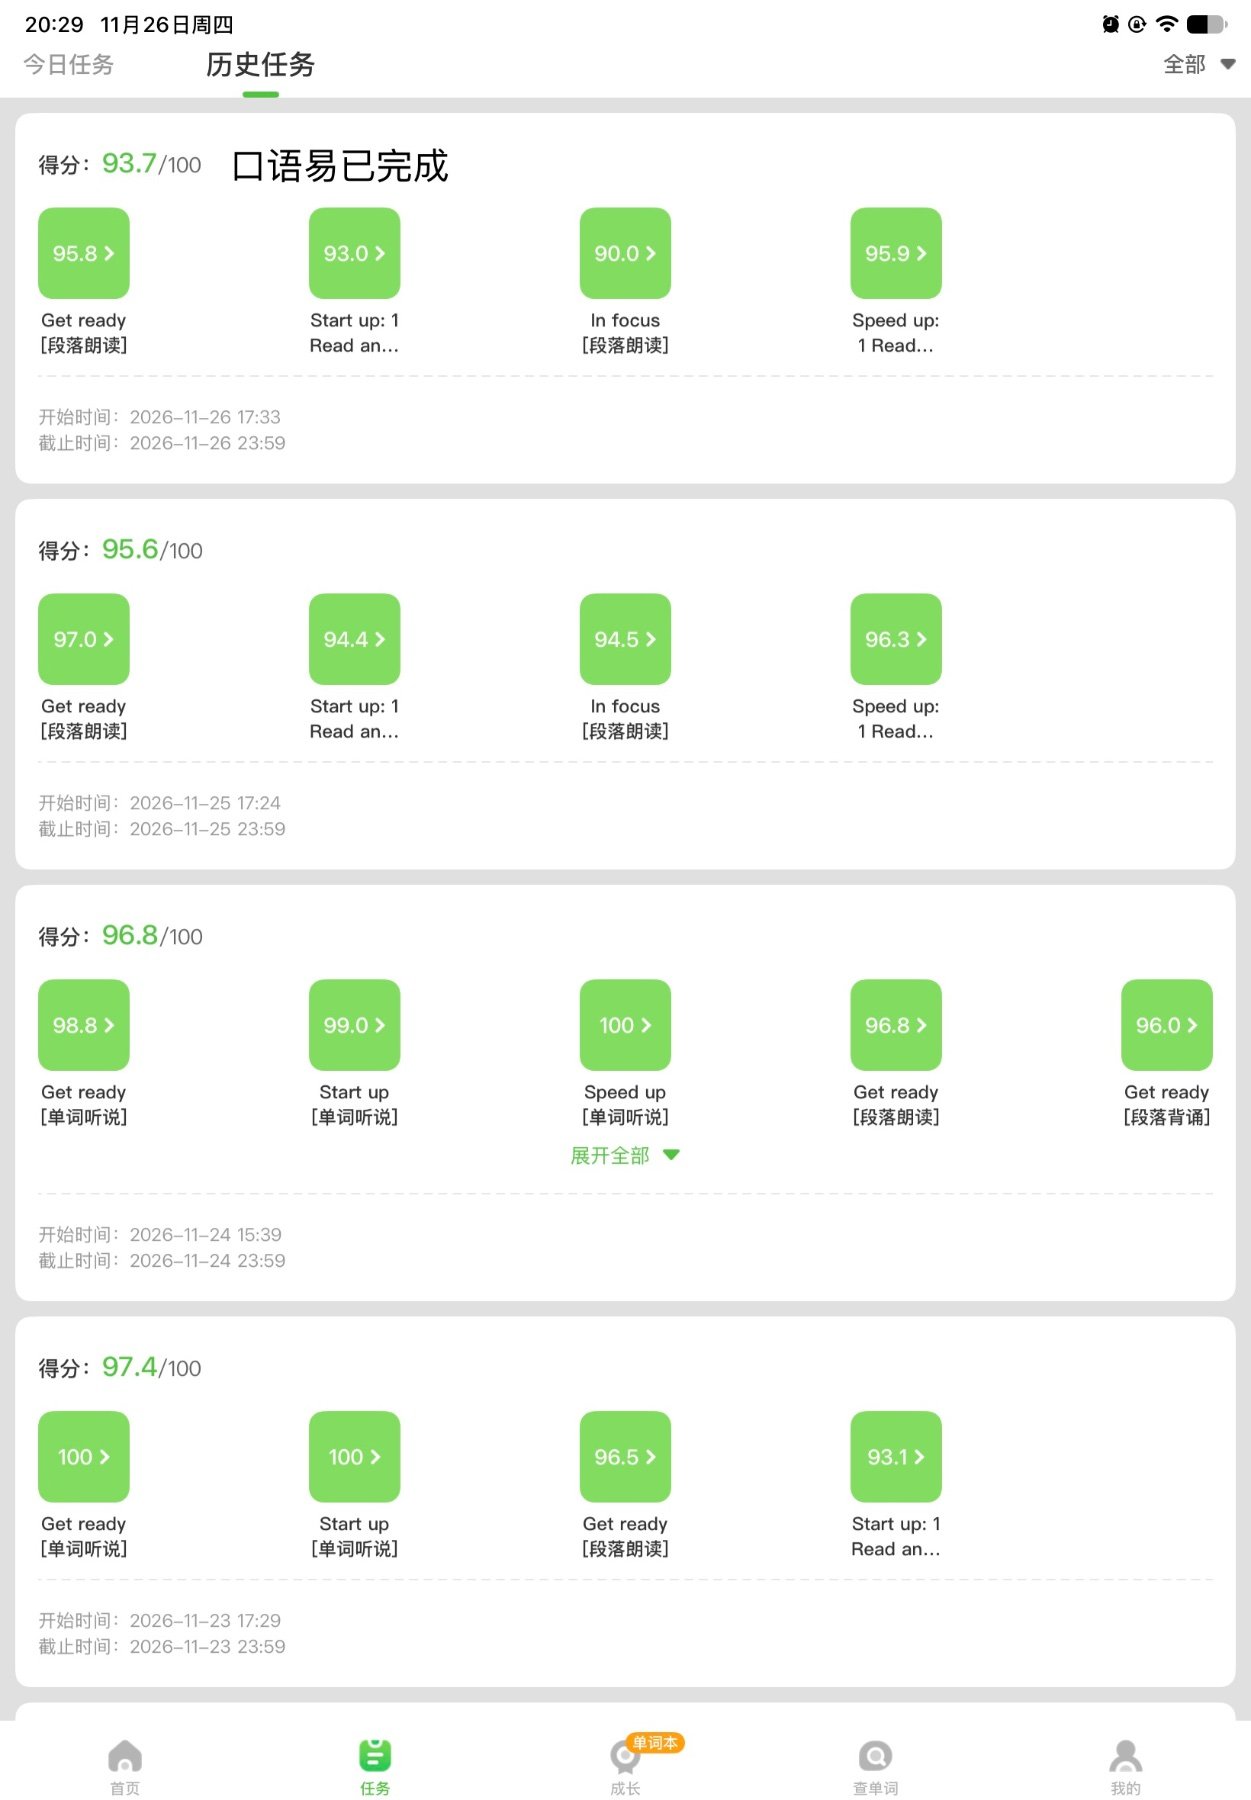 20:29 11月26日周四
今日任务 历史任务 全部
得分：93.7/100 口语易已完成
95.8 93.0 90.0 95.9
Get ready Start up: 1 In focus Speed up:
[段落朗读] Read an... [段落朗读] 1 Read...
开始时间：2026-11-26 17:33
截止时间：2026-11-26 23:59
得分：95.6/100
97.0 94.4 94.5 96.3
Get ready Start up: 1 In focus Speed up:
[段落朗读] Read an... [段落朗读] 1 Read...
开始时间：2026-11-25 17:24
截止时间：2026-11-25 23:59
得分：96.8/100
98.8 99.0 100 96.8 96.0
Get ready Start up Speed up Get ready Get ready
[单词听说] [单词听说] [单词听说] [段落朗读] [段落背诵]
展开全部
开始时间：2026-11-24 15:39
截止时间：2026-11-24 23:59
得分：97.4/100
100 100 96.5 93.1
Get ready Start up Get ready Start up: 1
[单词听说] [单词听说] [段落朗读] Read an...
开始时间：2026-11-23 17:29
截止时间：2026-11-23 23:59
单词本
首页 任务 成长 查单词 我的